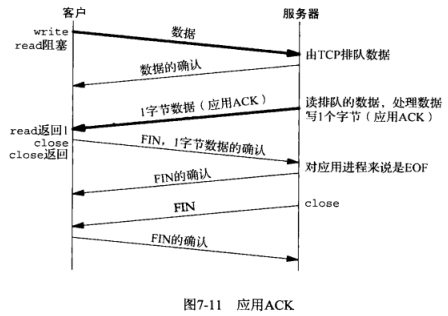 客户
服务器
write
read阻塞
数据
由TCP排队数据
数据的确认
1字节数据（应用ACK）
读排队的数据，处理数据
写1个字节（应用ACK）
read返回1
close
close返回
FIN，1字节数据的确认
对应用进程来说是EOF
FIN的确认
close
FIN
FIN的确认
图7-11 应用ACK